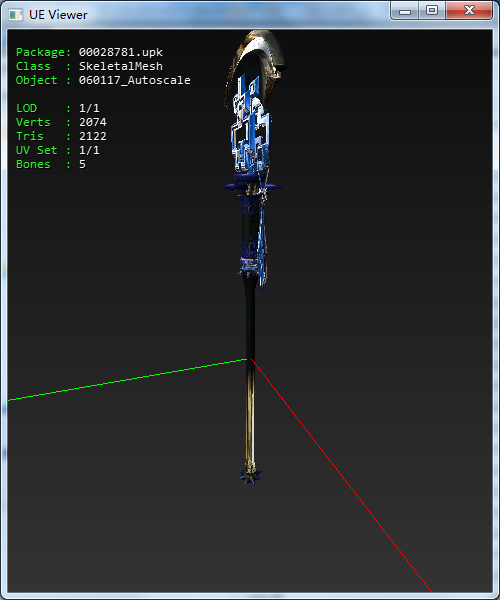 UE Viewer
Package: 00028781.upk
Class : SkeletalMesh
Object : 060117_Autoscale
LOD : 1/1
Verts : 2074
Tris : 2122
UV Set : 1/1
Bones : 5